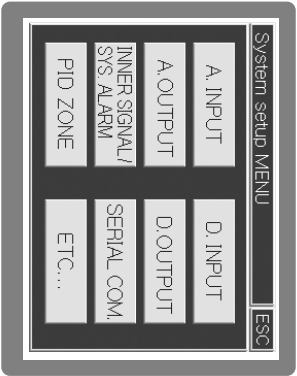 System setup MENU
ESC
A. INPUT
D. INPUT
A.OUTPUT
D.OUTPUT
INNER SIGNAL/
SYS. ALARM
SERIAL COM.
PID ZONE
ETC...